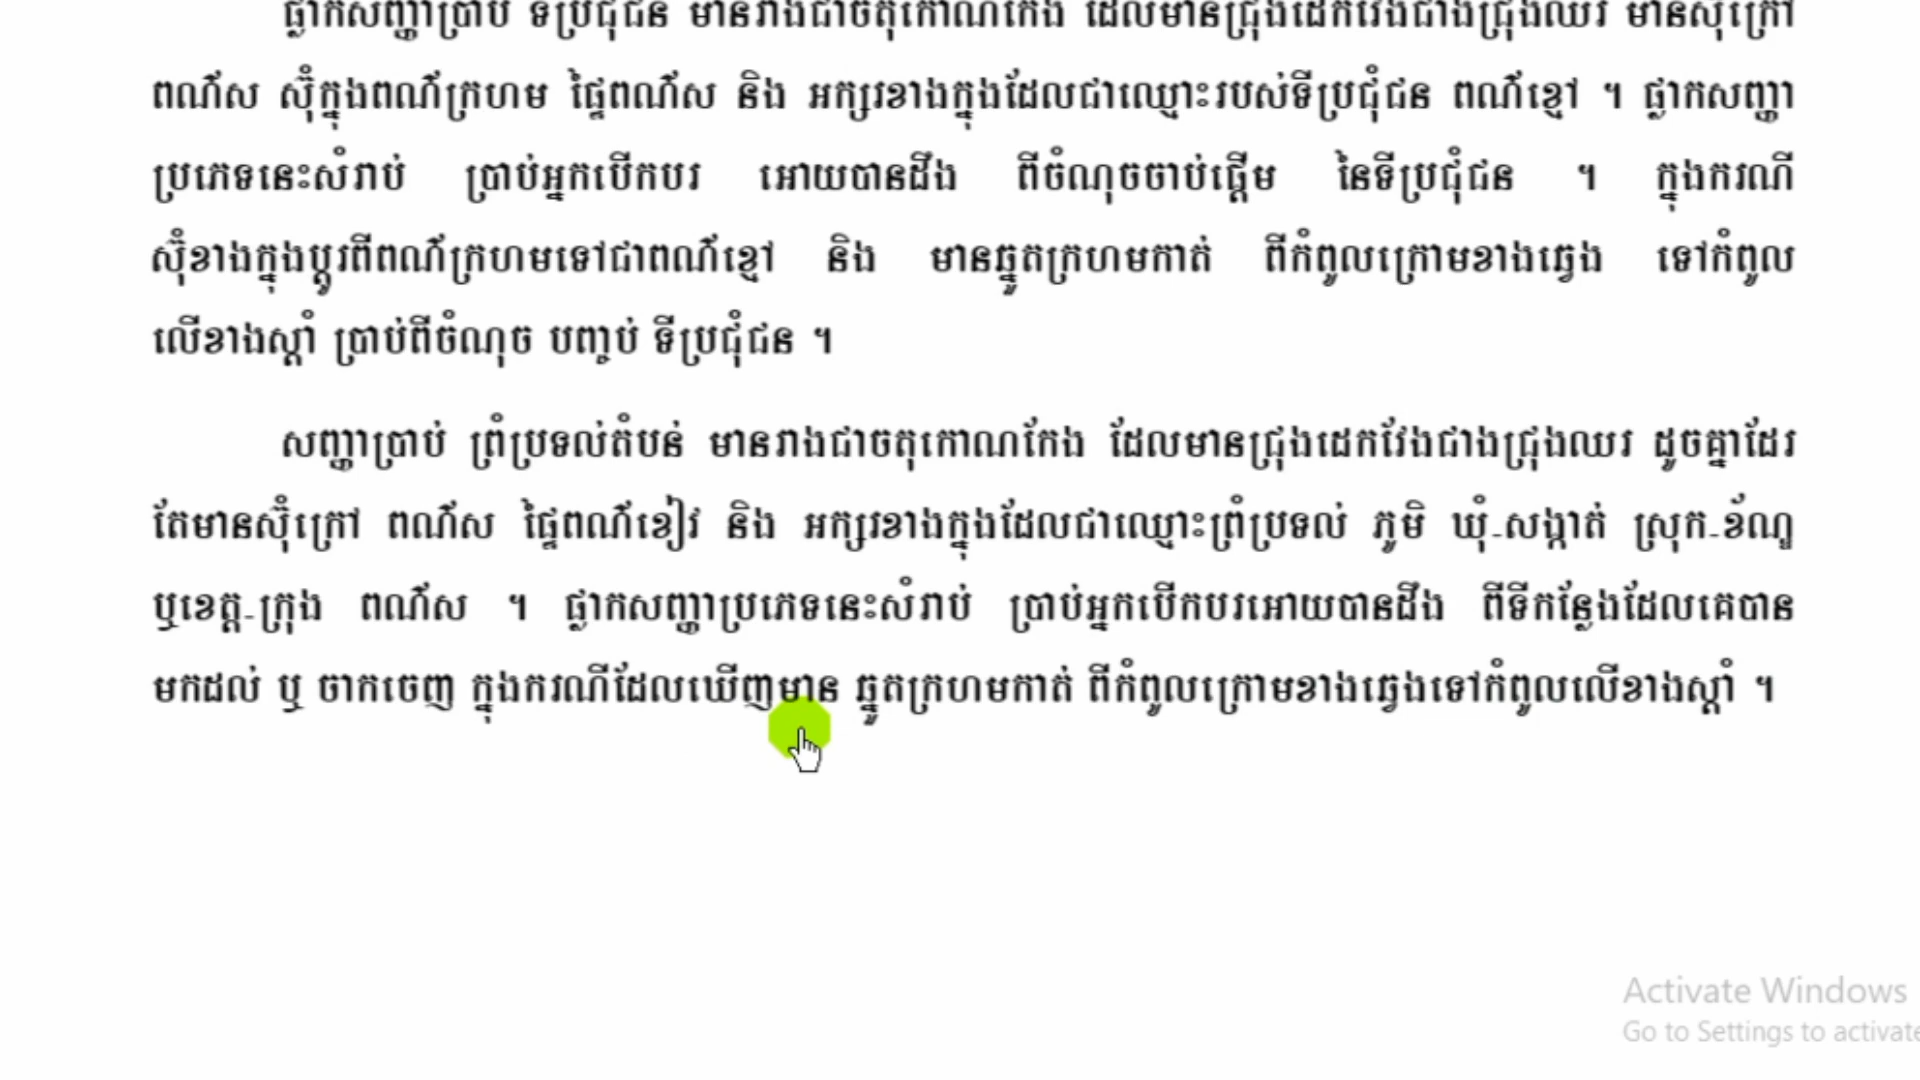 ផ្លាកសញ្ញាប្រាប់ ទីប្រជុំជន មានរាងជាចតុកោណកែង ដែលមានជ្រុងដេកវែងជាងជ្រុងឈរ មានស៊ុំក្រៅ
ពណ៌ស ស៊ុំក្នុងពណ៌ក្រហម ផ្ទៃពណ៌ស និង អក្សរខាងក្នុងដែលជាឈ្មោះរបស់ទីប្រជុំជន ពណ៌ខ្មៅ ។ ផ្លាកសញ្ញា
ប្រភេទនេះសំរាប់ ប្រាប់អ្នកបើកបរ អោយបានដឹង ពីចំណុចចាប់ផ្តើម នៃទីប្រជុំជន ។ ក្នុងករណី
ស៊ុំខាងក្នុងប្តូរពីពណ៌ក្រហមទៅជាពណ៌ខ្មៅ និង មានឆ្នូតក្រហមកាត់ ពីកំពូលក្រោមខាងឆ្វេង ទៅកំពូល
លើខាងស្តាំ ប្រាប់ពីចំណុច បញ្ចប់ ទីប្រជុំជន ។
សញ្ញាប្រាប់ ព្រំប្រទល់តំបន់ មានរាងជាចតុកោណកែង ដែលមានជ្រុងដេកវែងជាងជ្រុងឈរ ដូចគ្នាដែរ
តែមានស៊ុំក្រៅ ពណ៌ស ផ្ទៃពណ៌ខៀវ និង អក្សរខាងក្នុងដែលជាឈ្មោះព្រំប្រទល់ ភូមិ ឃុំ-សង្កាត់ ស្រុក-ខ័ណ្ឌ
ឬខេត្ត-ក្រុង ពណ៌ស ។ ផ្លាកសញ្ញាប្រភេទនេះសំរាប់ ប្រាប់អ្នកបើកបរអោយបានដឹង ពីទីកន្លែងដែលគេបាន
មកដល់ ឬ ចាកចេញ ក្នុងករណីដែលឃើញមាន ឆ្នូតក្រហមកាត់ ពីកំពូលក្រោមខាងឆ្វេងទៅកំពូលលើខាងស្តាំ ។
Activate Windows
Go to Settings to activate